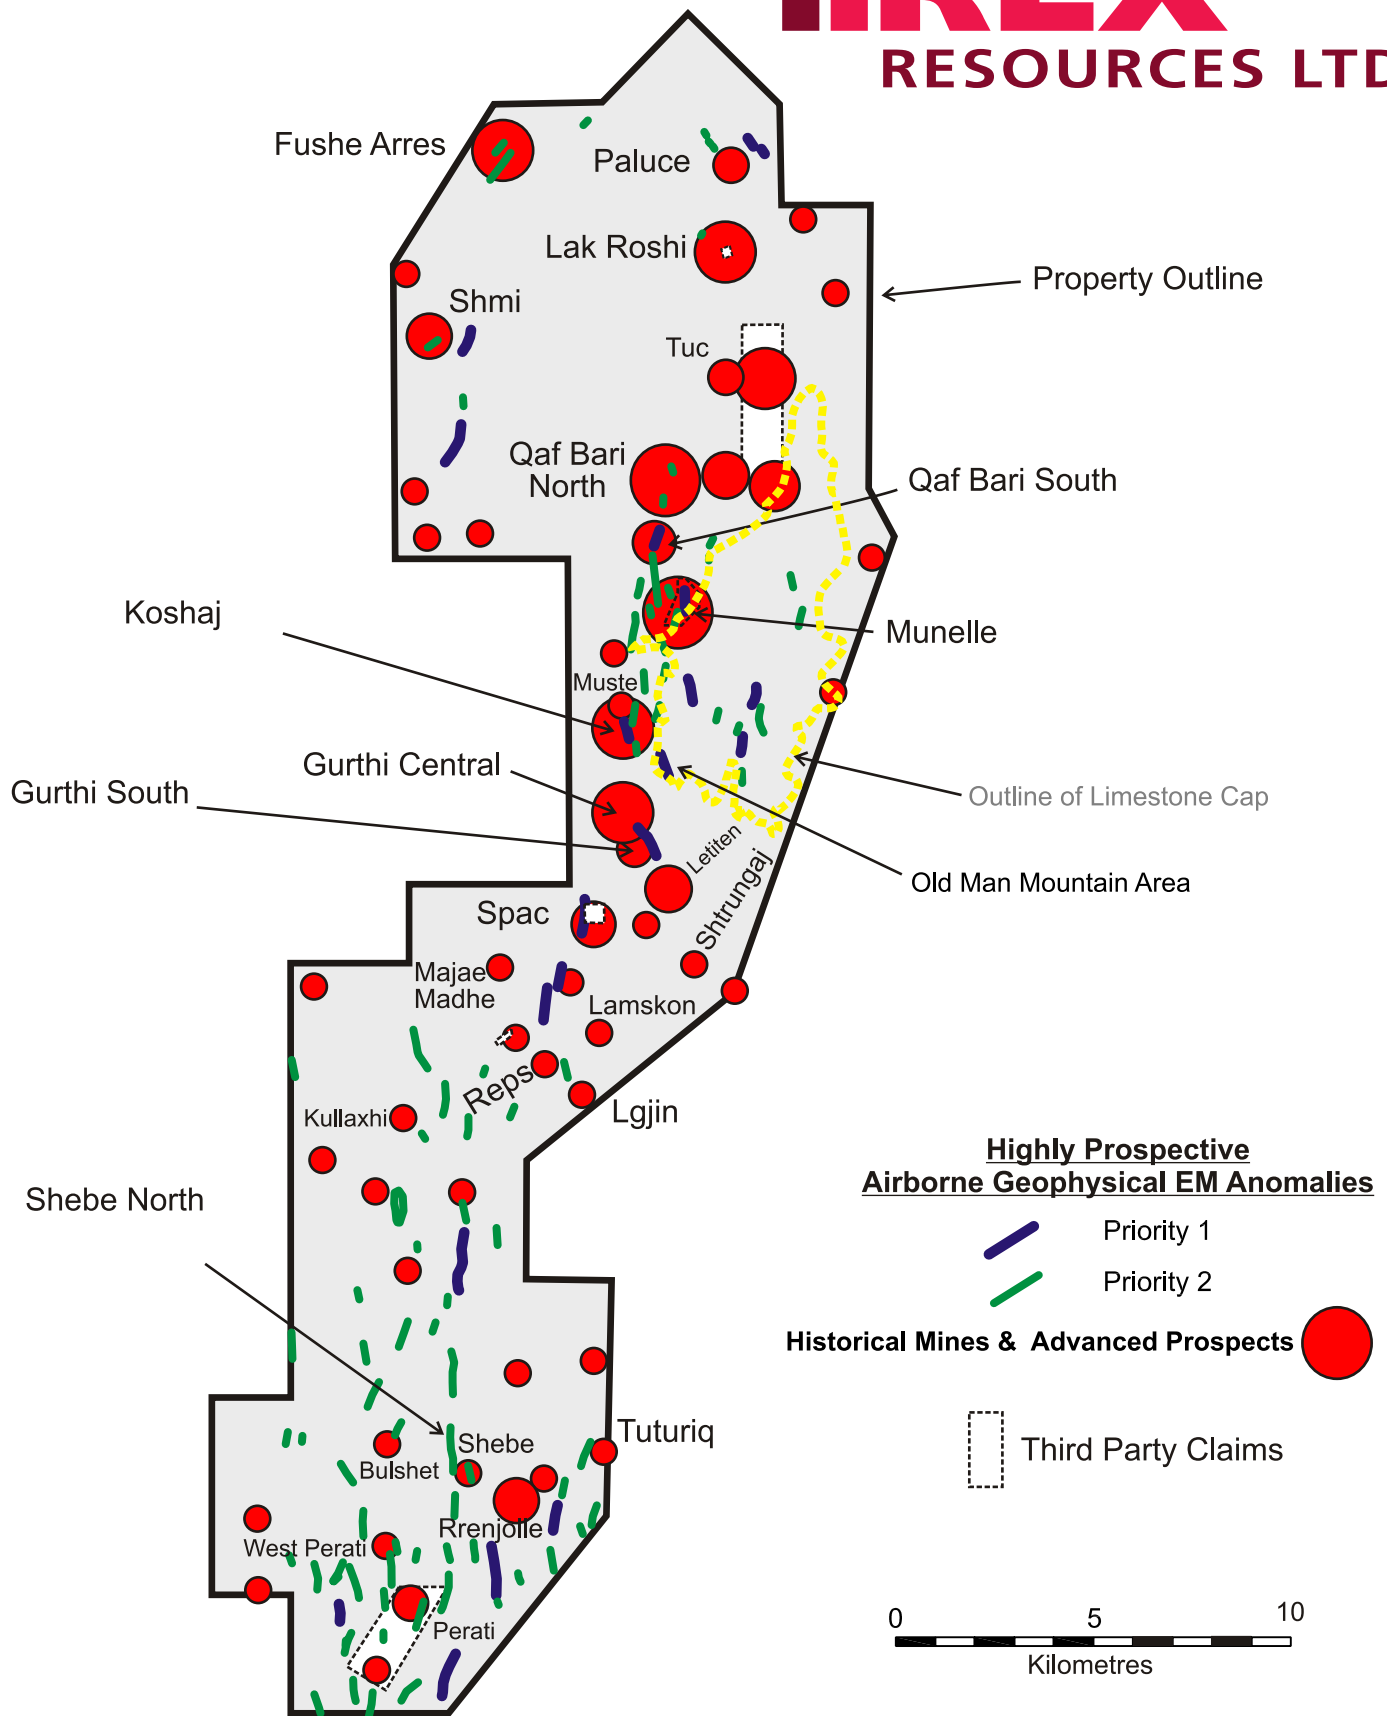 RESOURCES LTD
Fushe Arres
Paluce
Lak Roshi
Property Outline
Shmi
Tuc
Qaf Bari
North
Qaf Bari South
Koshaj
Munelle
Muste
Gurthi Central
Gurthi South
Outline of Limestone Cap
Letiten
Old Man Mountain Area
Shtrungaj
Spac
Majae
Madhe
Lamskon
Reps
Lgjin
Kullaxhi
Highly Prospective
Airborne Geophysical EM Anomalies
Shebe North
Priority 1
Priority 2
Historical Mines & Advanced Prospects
Tuturiq
Shebe
Bulshet
Third Party Claims
Rrenjolle
West Perati
Perati
0 5 10
Kilometres